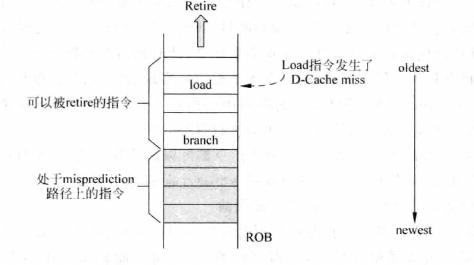 Retire
Load指令发生了
D-Cache miss
oldest
load
可以被retire的指令
branch
处于misprediction
路径上的指令
newest
ROB